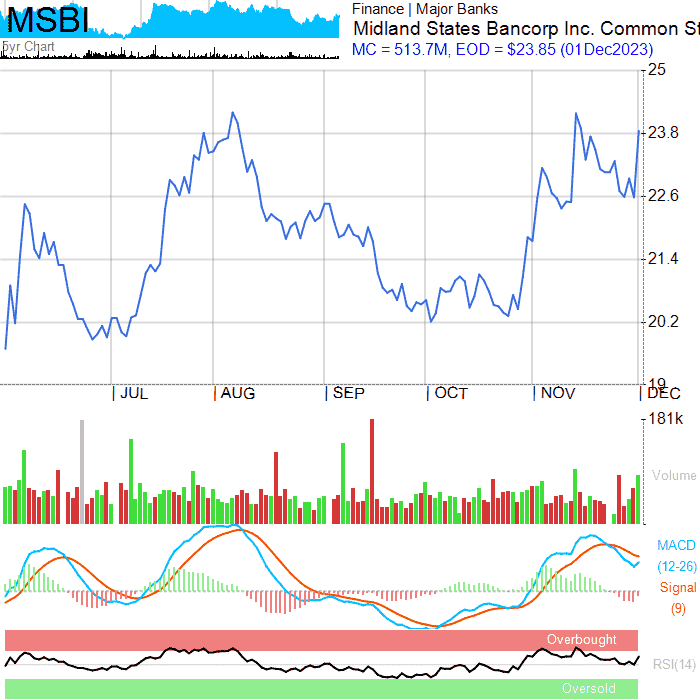 MSBI
5yr Chart
Finance | Major Banks
Midland States Bancorp Inc. Common St
MC = 513.7M, EOD = $23.85 (01Dec2023)
25
23.8
22.6
21.4
20.2
19
JUL AUG SEP OCT NOV DEC
181k
Volume
MACD
(12-26)
Signal
(9)
Overbought
RSI(14)
Oversold